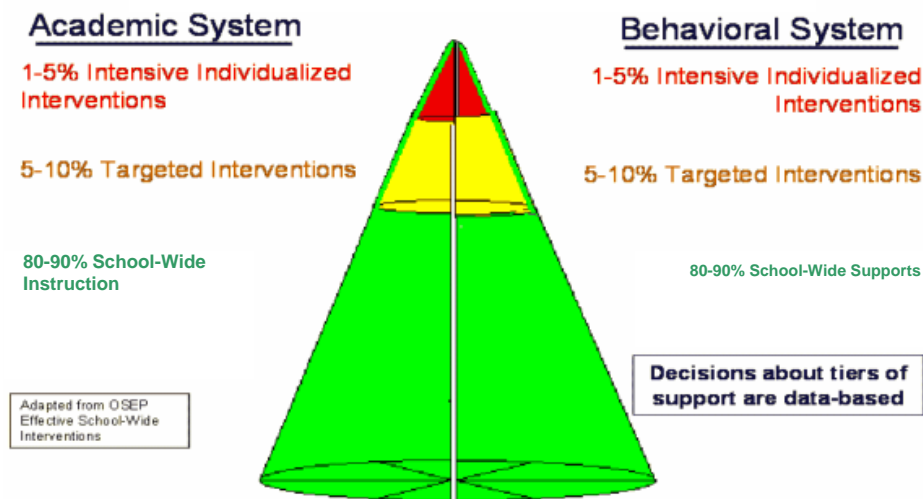 Academic System
1-5% Intensive Individualized
Interventions
5-10% Targeted Interventions
80-90% School-Wide
Instruction
Adapted from OSEP
Effective School-Wide
Interventions
Behavioral System
1-5% Intensive Individualized
Interventions
5-10% Targeted Interventions
80-90% School-Wide Supports
Decisions about tiers of
support are data-based